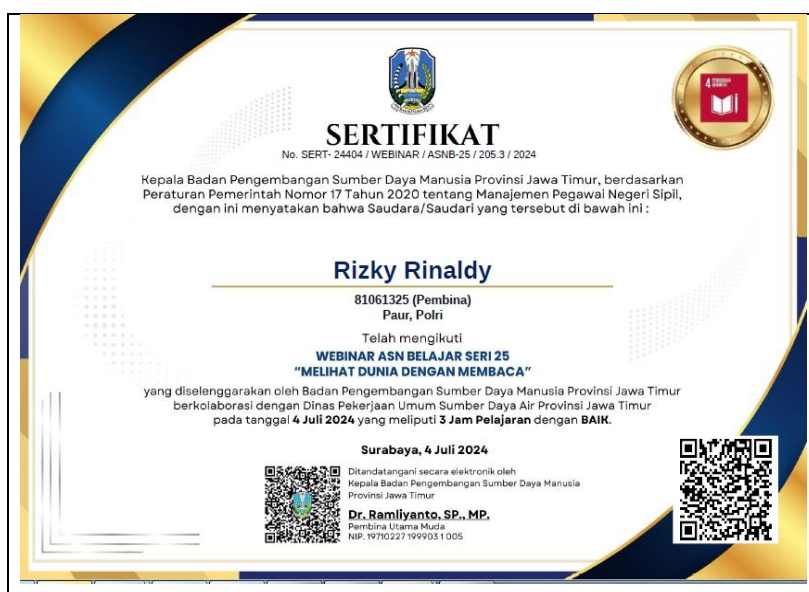 4 PENDIDIKAN
BERMUTU
SERTIFIKAT
No. SERT- 24404 / WEBINAR / ASNB-25 / 205.3 / 2024
Kepala Badan Pengembangan Sumber Daya Manusia Provinsi Jawa Timur, berdasarkan
Peraturan Pemerintah Nomor 17 Tahun 2020 tentang Manajemen Pegawai Negeri Sipil,
dengan ini menyatakan bahwa Saudara/Saudari yang tersebut di bawah ini :
Rizky Rinaldy
81061325 (Pembina)
Paur, Polri
Telah mengikuti
WEBINAR ASN BELAJAR SERI 25
“MELIHAT DUNIA DENGAN MEMBACA”
yang diselenggarakan oleh Badan Pengembangan Sumber Daya Manusia Provinsi Jawa Timur
berkolaborasi dengan Dinas Pekerjaan Umum Sumber Daya Air Provinsi Jawa Timur
pada tanggal 4 Juli 2024 yang meliputi 3 Jam Pelajaran dengan BAIK.
Surabaya, 4 Juli 2024
Ditandatangani secara elektronik oleh
Kepala Badan Pengembangan Sumber Daya Manusia
Provinsi Jawa Timur
Dr. Ramliyanto, SP., MP.
Pembina Utama Muda
NIP. 19710227 199903 1 005